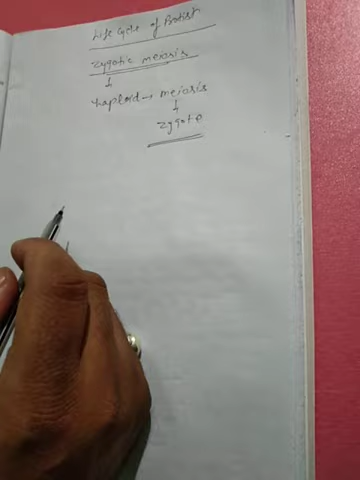 Life Cycle of Protist
Zygotic meiosis
↓
haploid → meiosis
↓
zygote